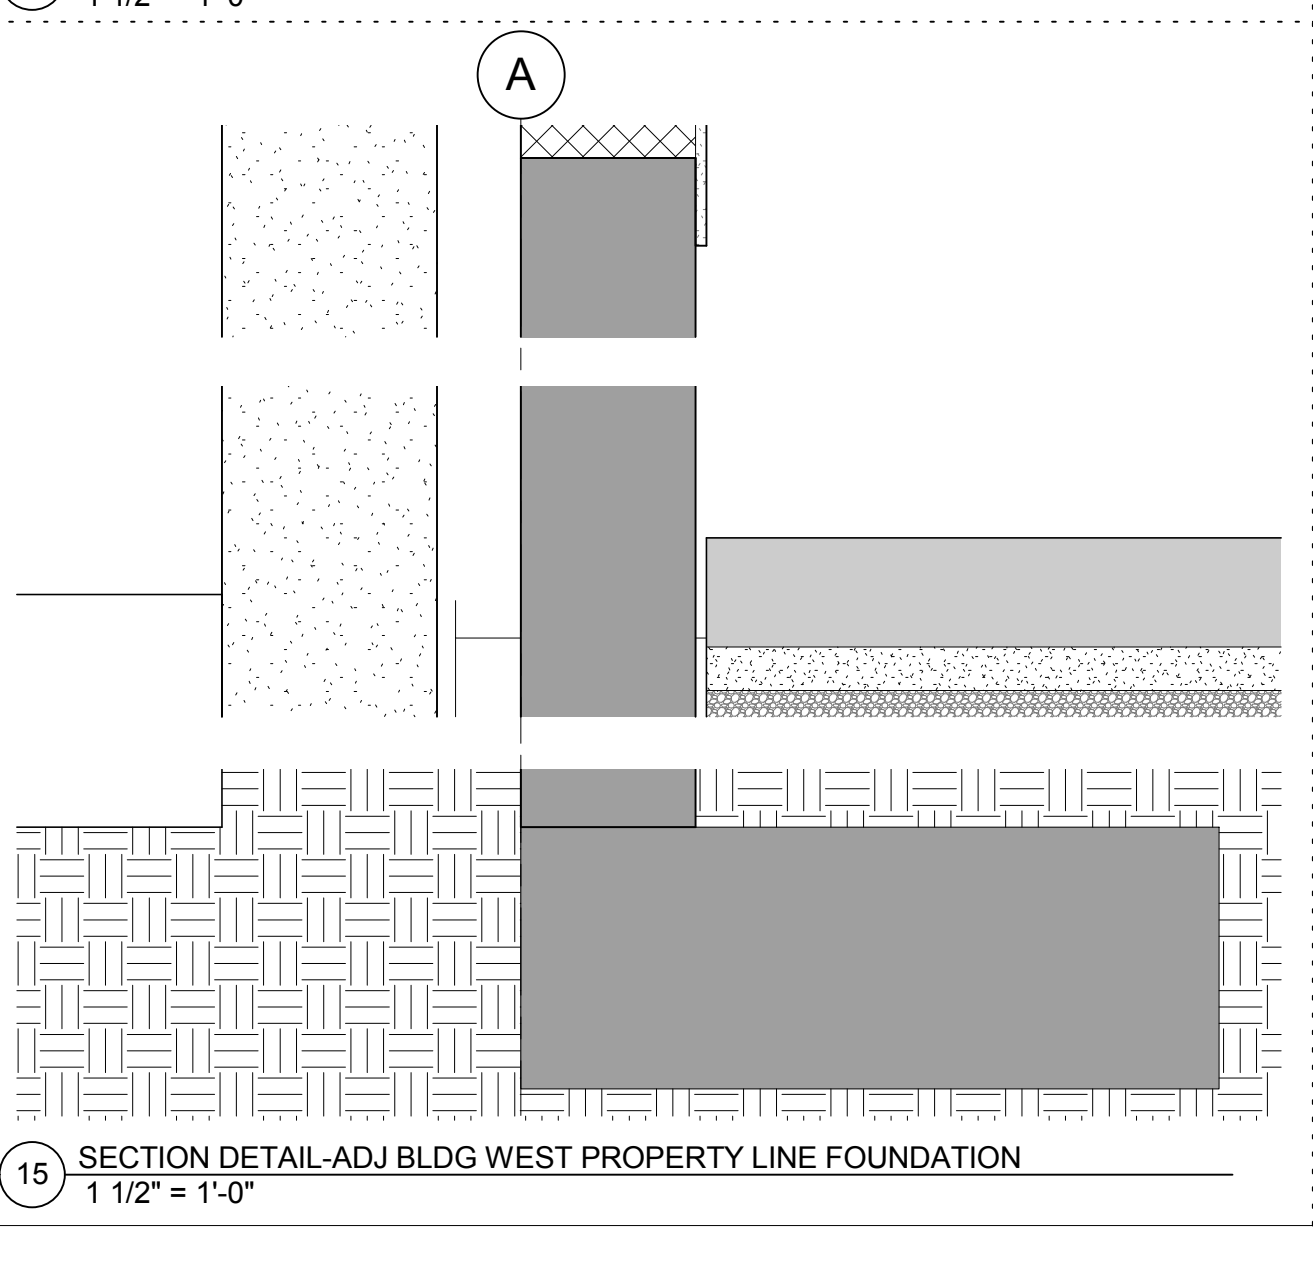 A
15
SECTION DETAIL-ADJ BLDG WEST PROPERTY LINE FOUNDATION
1 1/2" = 1'-0"